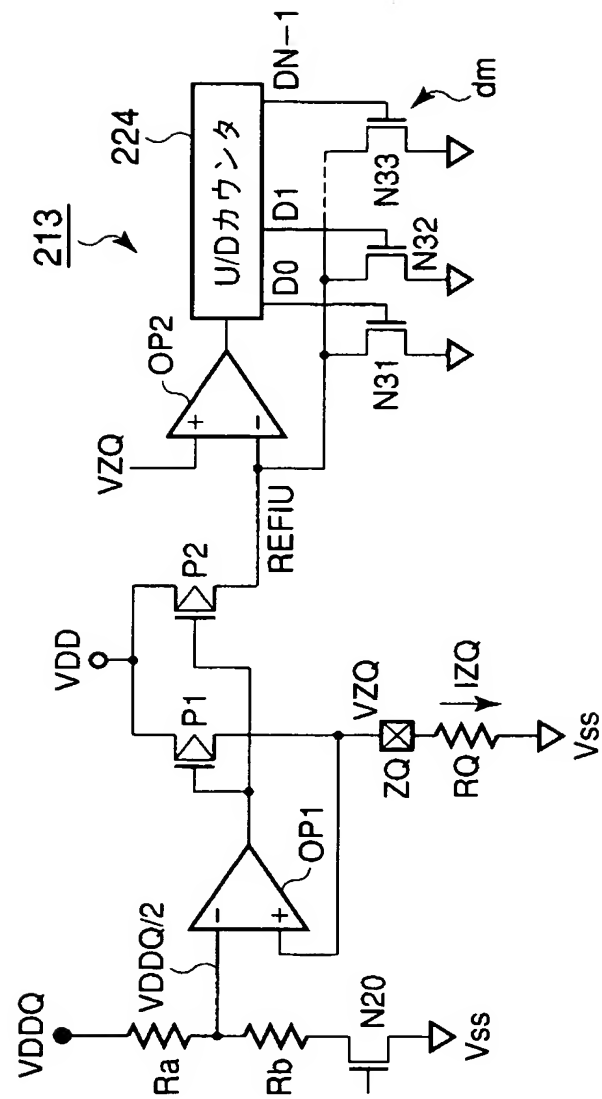 213
VDDQ
Ra
VDDQ/2
Rb
N20
Vss
OP1
VDD
P1
P2
VZQ
ZQ
RQ
IZQ
Vss
REFIU
VZQ
OP2
224
U/Dカウンタ
D0
D1
DN-1
N31
N32
N33
dm
+
-
+
-